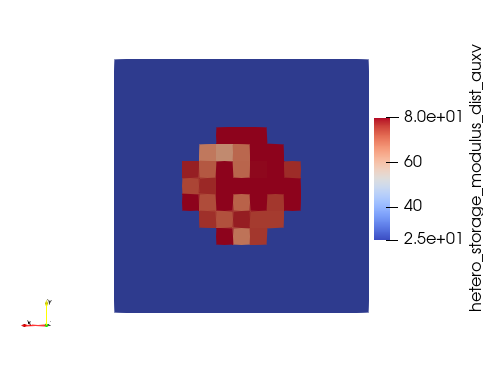 8.0e+01
60
40
2.5e+01
hetero_storage_modulus_dist_auxv
Y
X